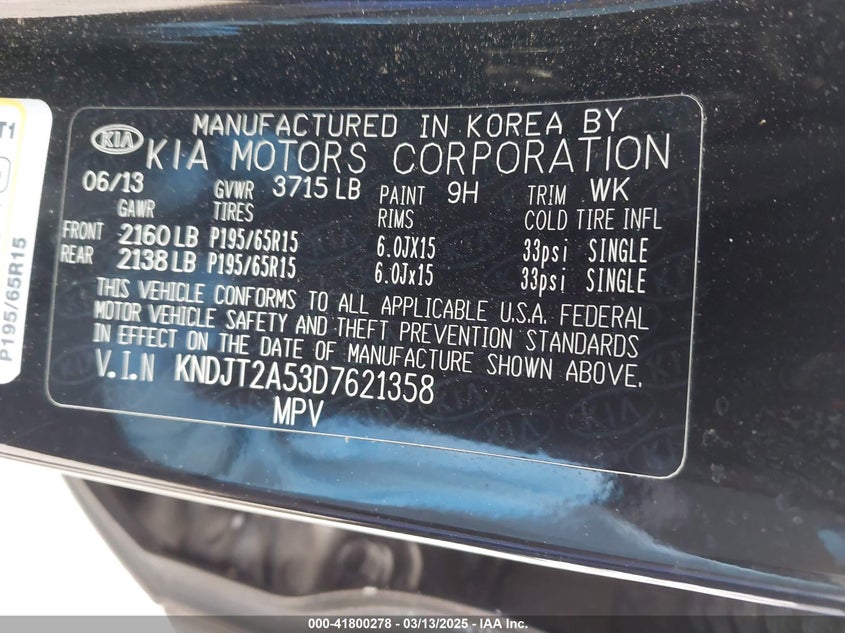 KIA
MANUFACTURED IN KOREA BY
KIA MOTORS CORPORATION
06/13 GVWR 3715 LB PAINT 9H TRIM WK
GAWR TIRES RIMS COLD TIRE INFL
FRONT 2160 LB P195/65R15 6.0JX15 33psi SINGLE
REAR 2138 LB P195/65R15 6.0Jx15 33psi SINGLE
THIS VEHICLE CONFORMS TO ALL APPLICABLE U.S.A. FEDERAL
MOTOR VEHICLE SAFETY AND THEFT PREVENTION STANDARDS
IN EFFECT ON THE DATE OF MANUFACTURE SHOWN ABOVE.
V.I.N KNDJT2A53D7621358
MPV
P195/65R15
000-41800278 - 03/13/2025 - IAA Inc.